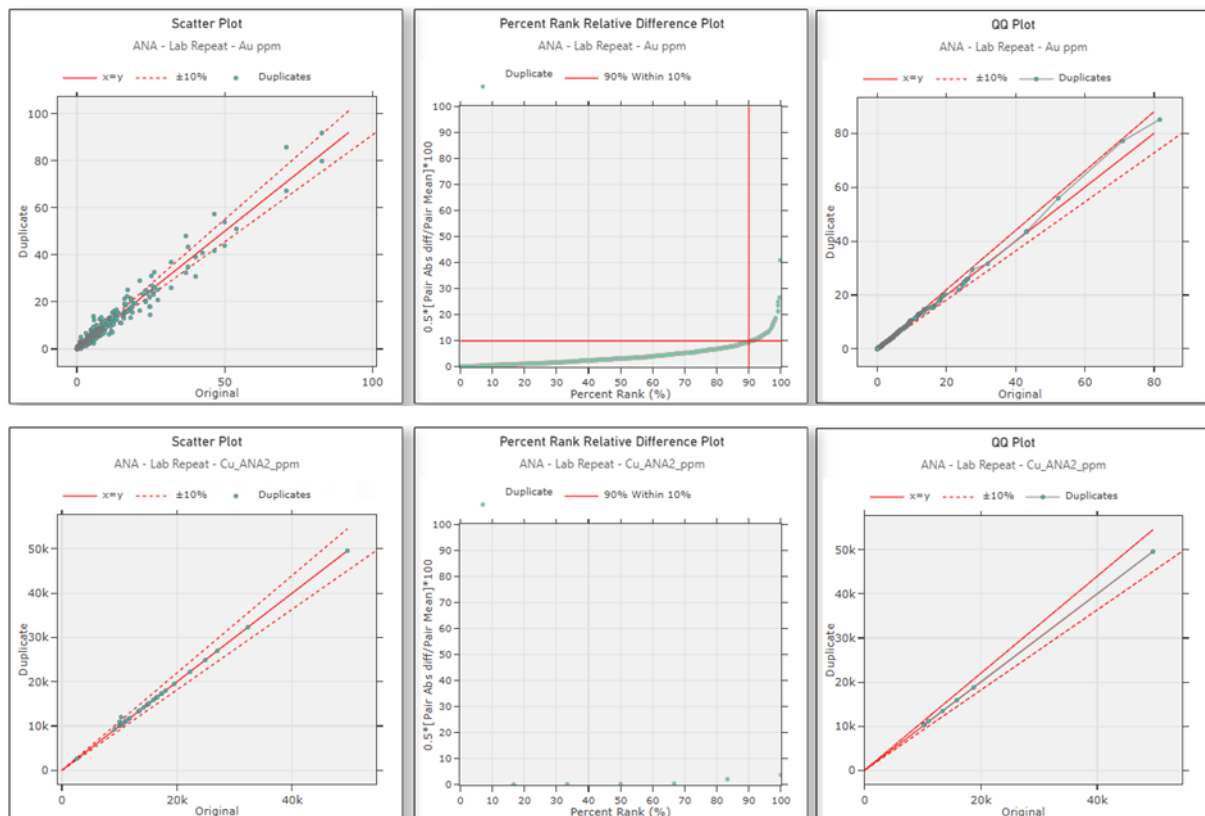 Scatter Plot
ANA - Lab Repeat - Au ppm
x=y ±10% Duplicates
100
80
60
40
20
0
Duplicate
0 50 100
Original
Percent Rank Relative Difference Plot
ANA - Lab Repeat - Au ppm
Duplicate 90% Within 10%
100
90
80
70
60
50
40
30
20
10
0
0.5*[Pair Abs diff/Pair Mean]*100
0 10 20 30 40 50 60 70 80 90 100
Percent Rank (%)
QQ Plot
ANA - Lab Repeat - Au ppm
x=y ±10% Duplicates
80
60
40
20
0
Duplicate
0 20 40 60 80
Original
Scatter Plot
ANA - Lab Repeat - Cu_ANA2_ppm
x=y ±10% Duplicates
50k
40k
30k
20k
10k
0
Duplicate
0 20k 40k
Original
Percent Rank Relative Difference Plot
ANA - Lab Repeat - Cu_ANA2_ppm
Duplicate 90% Within 10%
100
90
80
70
60
50
40
30
20
10
0
0.5*[Pair Abs diff/Pair Mean]*100
0 10 20 30 40 50 60 70 80 90 100
Percent Rank (%)
QQ Plot
ANA - Lab Repeat - Cu_ANA2_ppm
x=y ±10% Duplicates
50k
40k
30k
20k
10k
0
Duplicate
0 20k 40k
Original